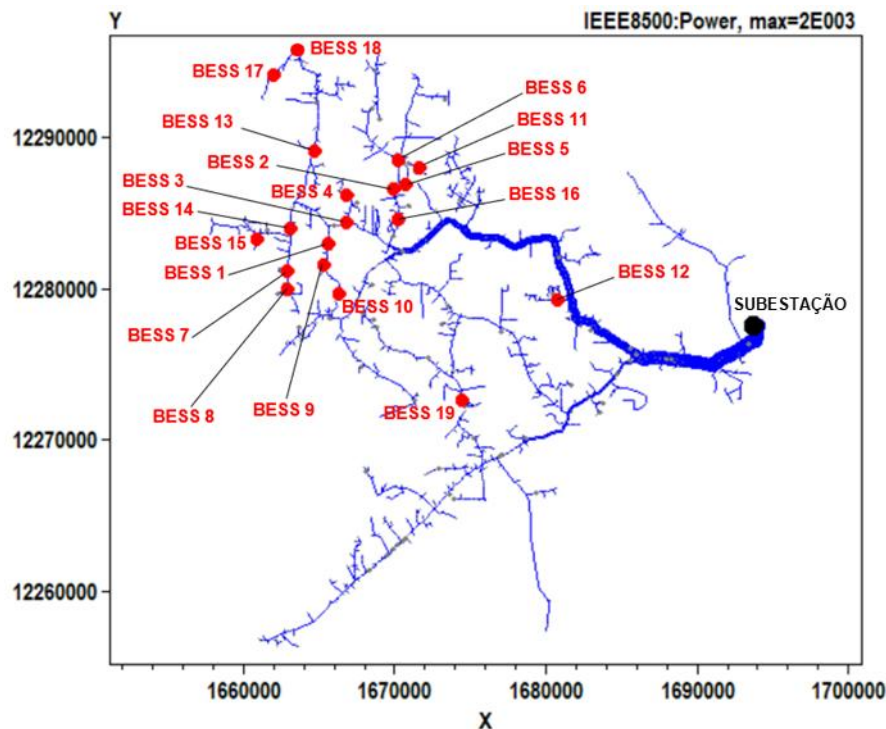 Y
IEEE8500:Power, max=2E003
BESS 18
BESS 17
BESS 6
BESS 13
BESS 11
BESS 2
BESS 5
BESS 3
BESS 4
BESS 16
BESS 14
BESS 15
BESS 1
BESS 12
SUBESTAÇÃO
BESS 10
BESS 7
BESS 8
BESS 9
BESS 19
12290000
12280000
12270000
12260000
1660000
1670000
1680000
1690000
1700000
X